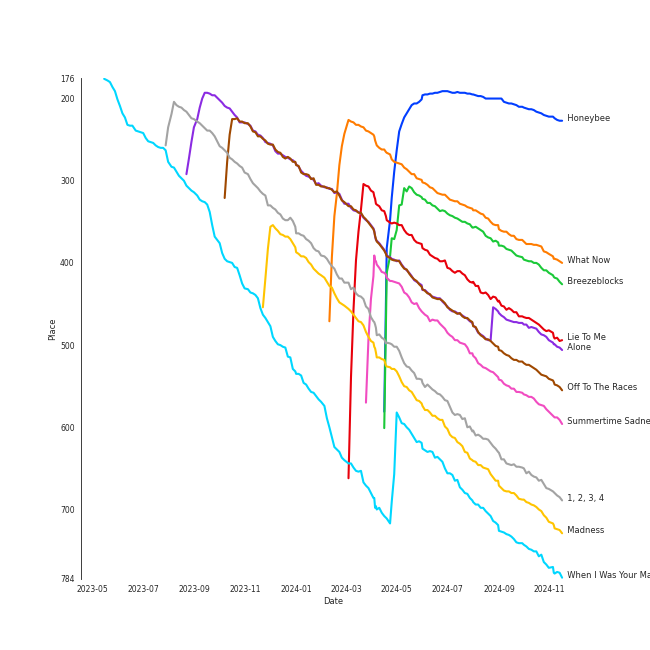 176
200
300
400
500
600
700
784
Place
2023-05
2023-07
2023-09
2023-11
2024-01
2024-03
2024-05
2024-07
2024-09
2024-11
Date
Honeybee
What Now
Breezeblocks
Lie To Me
Alone
Off To The Races
Summertime Sadne
1, 2, 3, 4
Madness
When I Was Your Ma